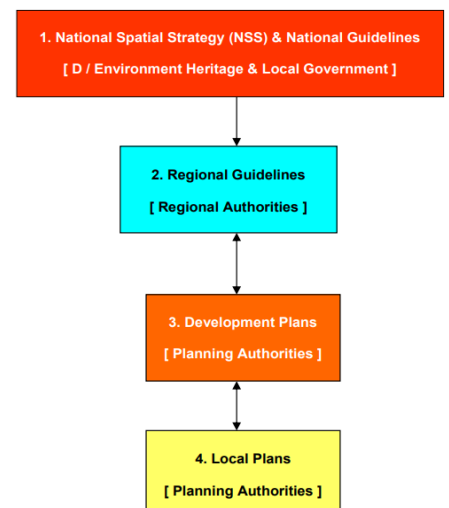 1. National Spatial Strategy (NSS) & National Guidelines
[ D / Environment Heritage & Local Government ]
2. Regional Guidelines
[ Regional Authorities ]
3. Development Plans
[ Planning Authorities ]
4. Local Plans
[ Planning Authorities ]